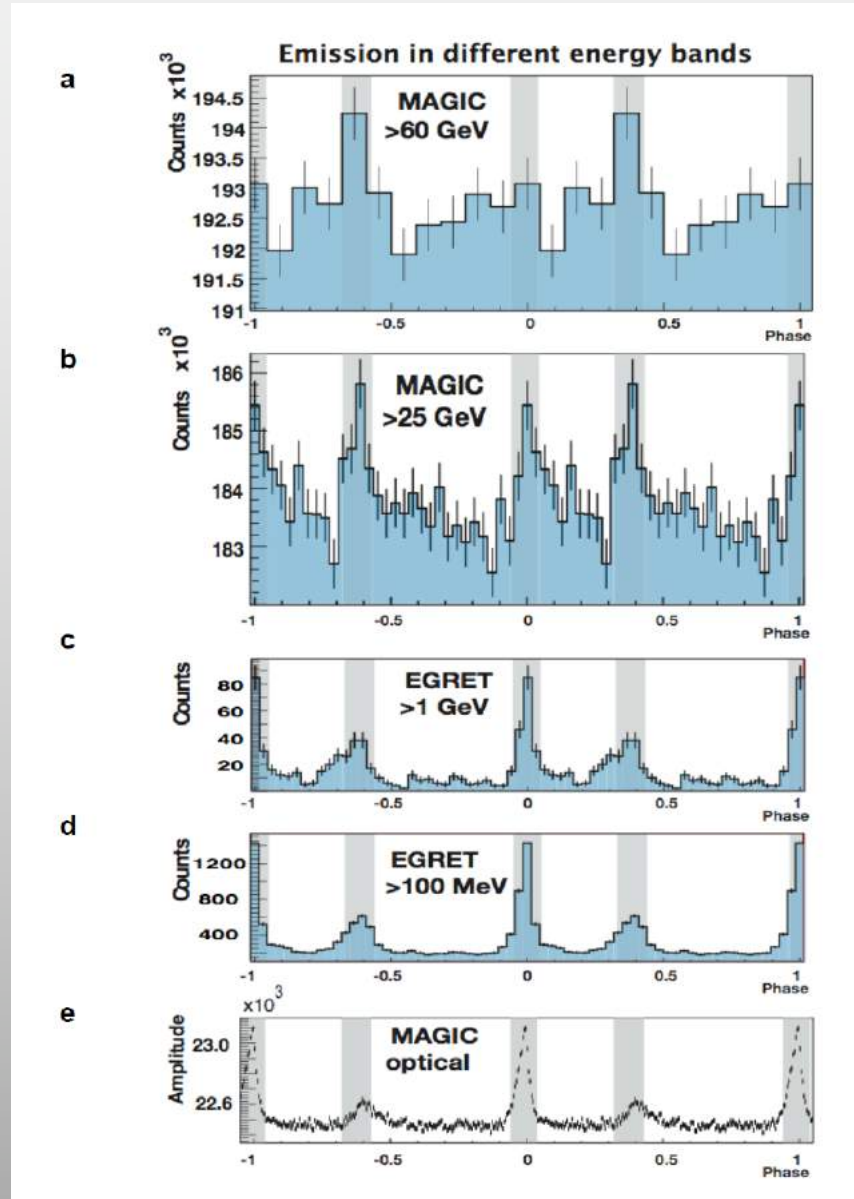 Emission in different energy bands
a
Counts x10³
194.5
194
193.5
193
192.5
192
191.5
191
MAGIC
>60 GeV
-1 -0.5 0 0.5 1
Phase
b
Counts x10³
186
185
184
183
MAGIC
>25 GeV
-1 -0.5 0 0.5 1
Phase
c
Counts
80
60
40
20
EGRET
>1 GeV
-1 -0.5 0 0.5 1
Phase
d
Counts
1200
800
400
EGRET
>100 MeV
-1 -0.5 0 0.5 1
Phase
e
x10³
Amplitude
23.0
22.6
MAGIC
optical
-1 -0.5 0 0.5 1
Phase